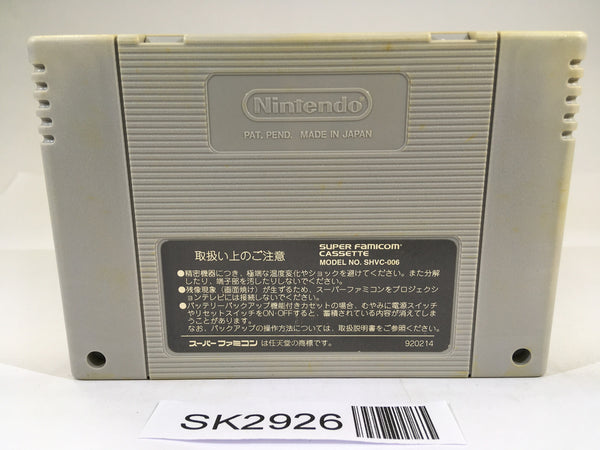 Nintendo
PAT. PEND. MADE IN JAPAN
取扱い上のご注意
SUPER FAMICOM
CASSETTE
MODEL NO. SHVC-006
●精密機器につき、極端な温度変化やショックを避けてください。また分解
したり、端子部を汚したりしないでください。
●残像現象（画面焼け）が生ずるため、スーパーファミコンをプロジェクシ
ョンテレビには接続しないでください。
●バッテリーバックアップ機能付きカセットの場合、むやみに電源スイッチ
やリセットスイッチをON·OFFすると、蓄積されている内容が消えてしま
うことがあります。
なお、バックアップの操作方法については、取扱説明書をご参照ください。
スーパーファミコンは任天堂の商標です。
920214
SK2926